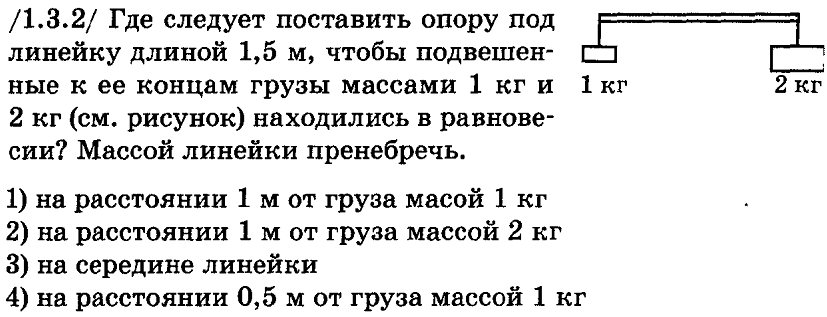 /1.3.2/ Где следует поставить опору под
линейку длиной 1,5 м, чтобы подвешен-
ные к ее концам грузы массами 1 кг и
2 кг (см. рисунок) находились в равнове-
сии? Массой линейки пренебречь.
1 кг
2 кг
1) на расстоянии 1 м от груза масой 1 кг
2) на расстоянии 1 м от груза массой 2 кг
3) на середине линейки
4) на расстоянии 0,5 м от груза массой 1 кг